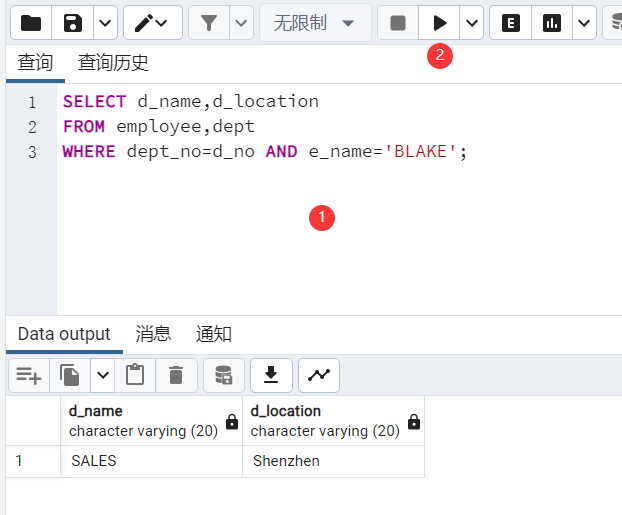 无限制
E
2
查询 查询历史
1 SELECT d_name,d_location
2 FROM employee,dept
3 WHERE dept_no=d_no AND e_name='BLAKE';
1
Data output 消息 通知
d_name d_location
character varying (20) character varying (20)
1 SALES Shenzhen